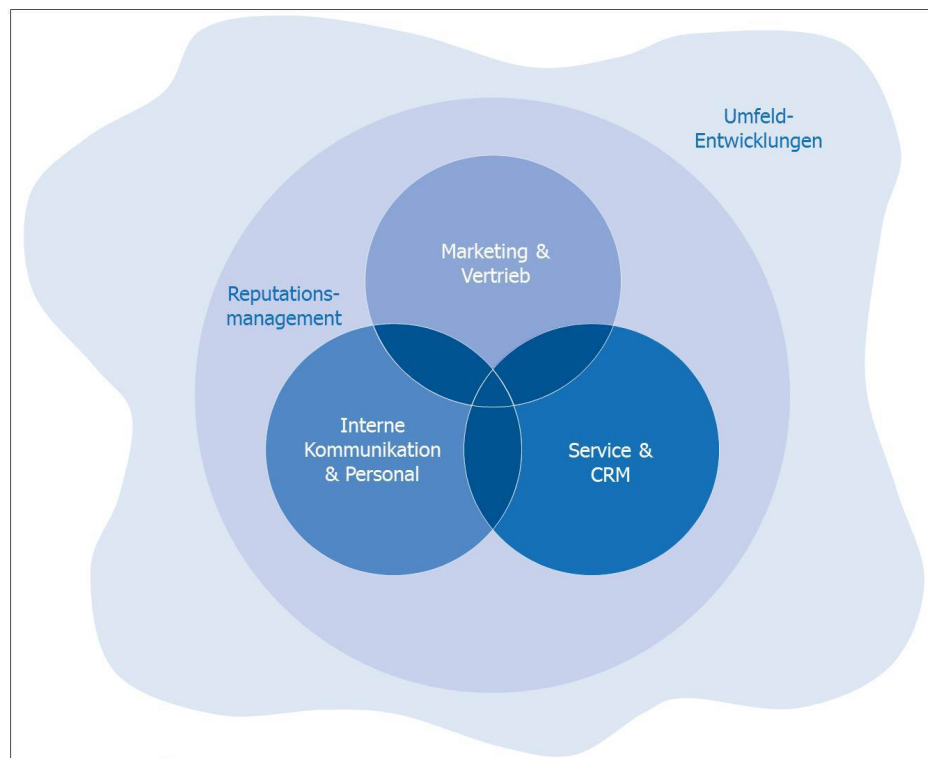 Umfeld-
Entwicklungen
Marketing &
Vertrieb
Reputations-
management
Interne
Kommunikation
& Personal
Service &
CRM